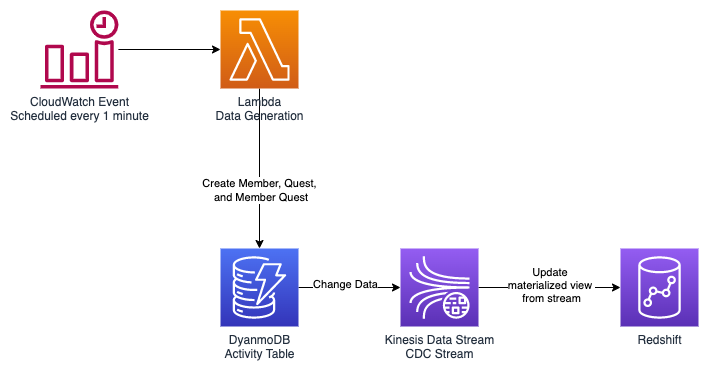 CloudWatch Event
Scheduled every 1 minute
Lambda
Data Generation
Create Member, Quest,
and Member Quest
Change Data
Update
materialized view
from stream
DyanmoDB
Activity Table
Kinesis Data Stream
CDC Stream
Redshift